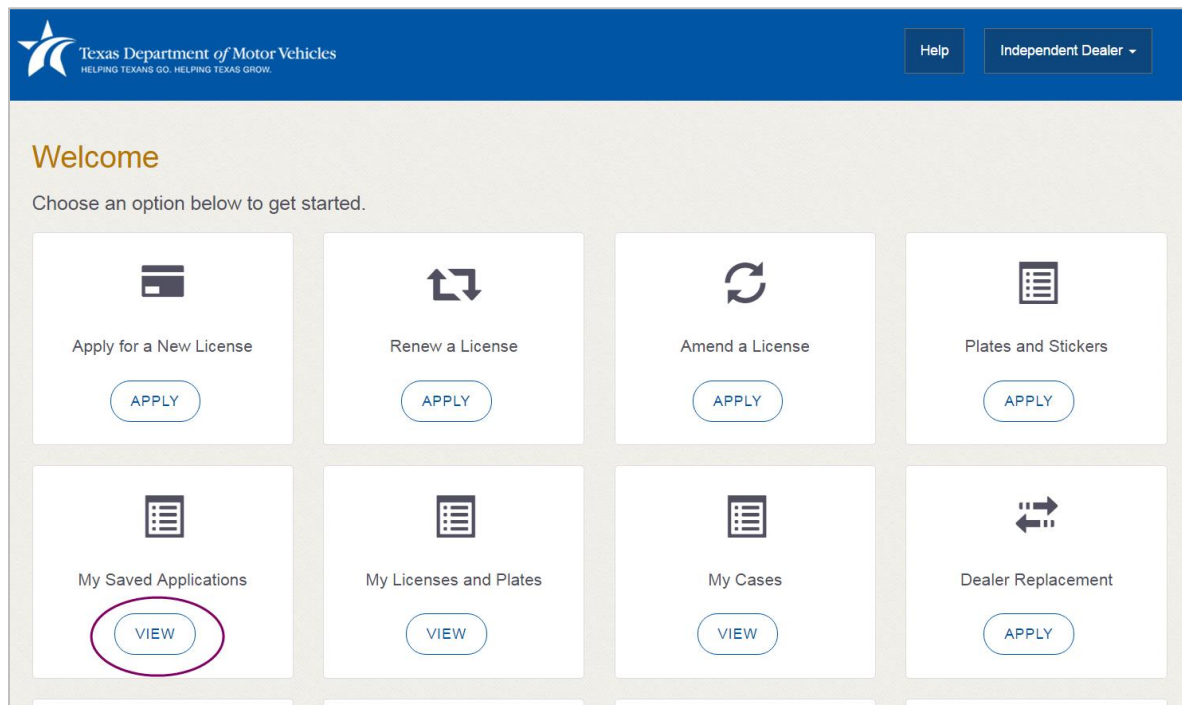 Texas Department of Motor Vehicles
HELPING TEXANS GO. HELPING TEXAS GROW.
Help
Independent Dealer
Welcome
Choose an option below to get started.
Apply for a New License
Renew a License
Amend a License
Plates and Stickers
APPLY
APPLY
APPLY
APPLY
My Saved Applications
My Licenses and Plates
My Cases
Dealer Replacement
VIEW
VIEW
VIEW
APPLY